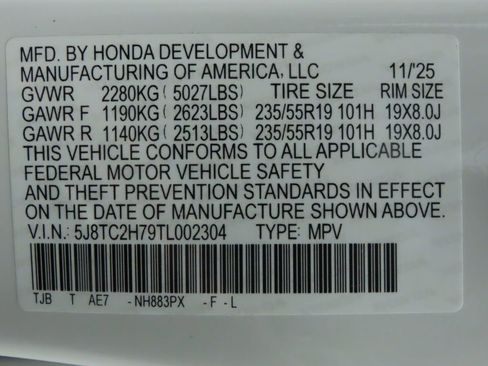 MFD. BY HONDA DEVELOPMENT &
MANUFACTURING OF AMERICA, LLC 11/'25
GVWR 2280KG ( 5027LBS) TIRE SIZE RIM SIZE
GAWR F 1190KG ( 2623LBS) 235/55R19 101H 19X8.0J
GAWR R 1140KG ( 2513LBS) 235/55R19 101H 19X8.0J
THIS VEHICLE CONFORMS TO ALL APPLICABLE
FEDERAL MOTOR VEHICLE SAFETY
AND THEFT PREVENTION STANDARDS IN EFFECT
ON THE DATE OF MANUFACTURE SHOWN ABOVE.
V.I.N.: 5J8TC2H79TL002304 TYPE: MPV
TJB T AE7 - NH883PX - F - L